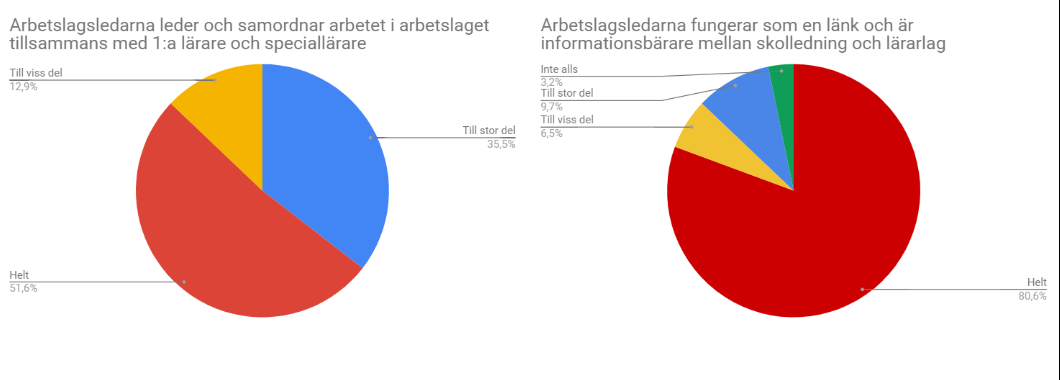 Arbetslagsledarna leder och samordnar arbetet i arbetslaget
tillsammans med 1:a lärare och speciallärare
Till viss del
12,9%
Till stor del
35,5%
Helt
51,6%
Arbetslagsledarna fungerar som en länk och är
informationsbärare mellan skolledning och lärarlag
Inte alls
3,2%
Till stor del
9,7%
Till viss del
6,5%
Helt
80,6%